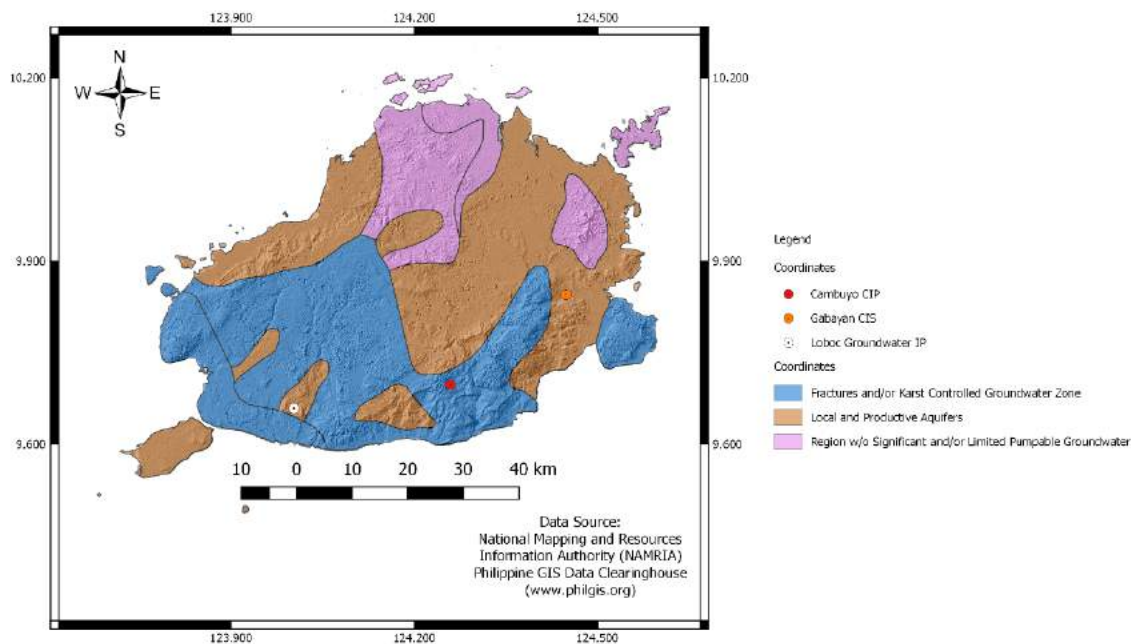 123.900 124.200 124.500
10.200 10.200
N
W E
S
9.900 9.900
9.600 9.600
10 0 10 20 30 40 km
Data Source:
National Mapping and Resources
Information Authority (NAMRIA)
Philippine GIS Data Clearinghouse
(www.philgis.org)
123.900 124.200 124.500
Legend
Coordinates
Cambuyo CIP
Gabayan CIS
Loboc Groundwater IP
Coordinates
Fractures and/or Karst Controlled Groundwater Zone
Local and Productive Aquifers
Region w/o Significant and/or Limited Pumpable Groundwater